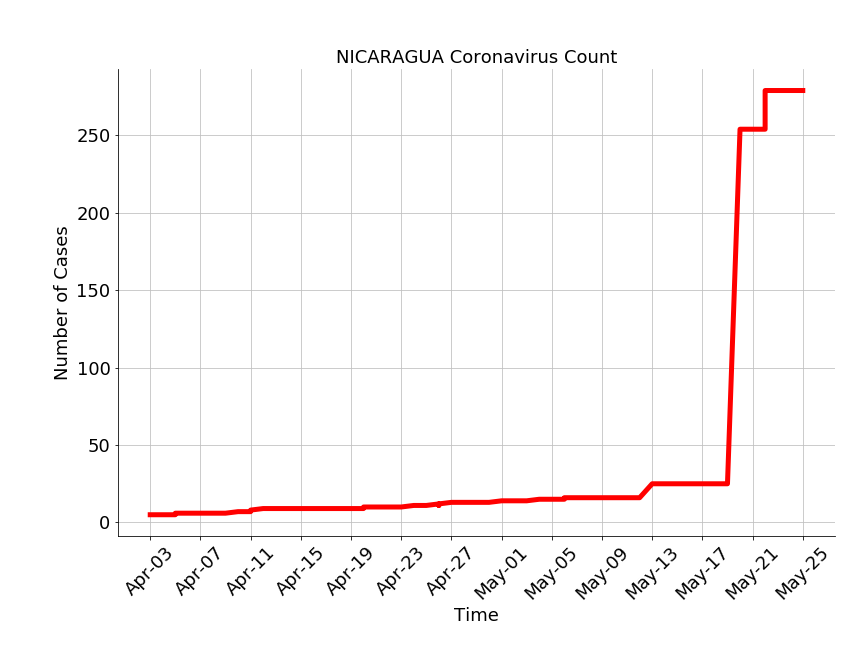 NICARAGUA Coronavirus Count
Number of Cases
250
200
150
100
50
0
Apr-03
Apr-07
Apr-11
Apr-15
Apr-19
Apr-23
Apr-27
May-01
May-05
May-09
May-13
May-17
May-21
May-25
Time